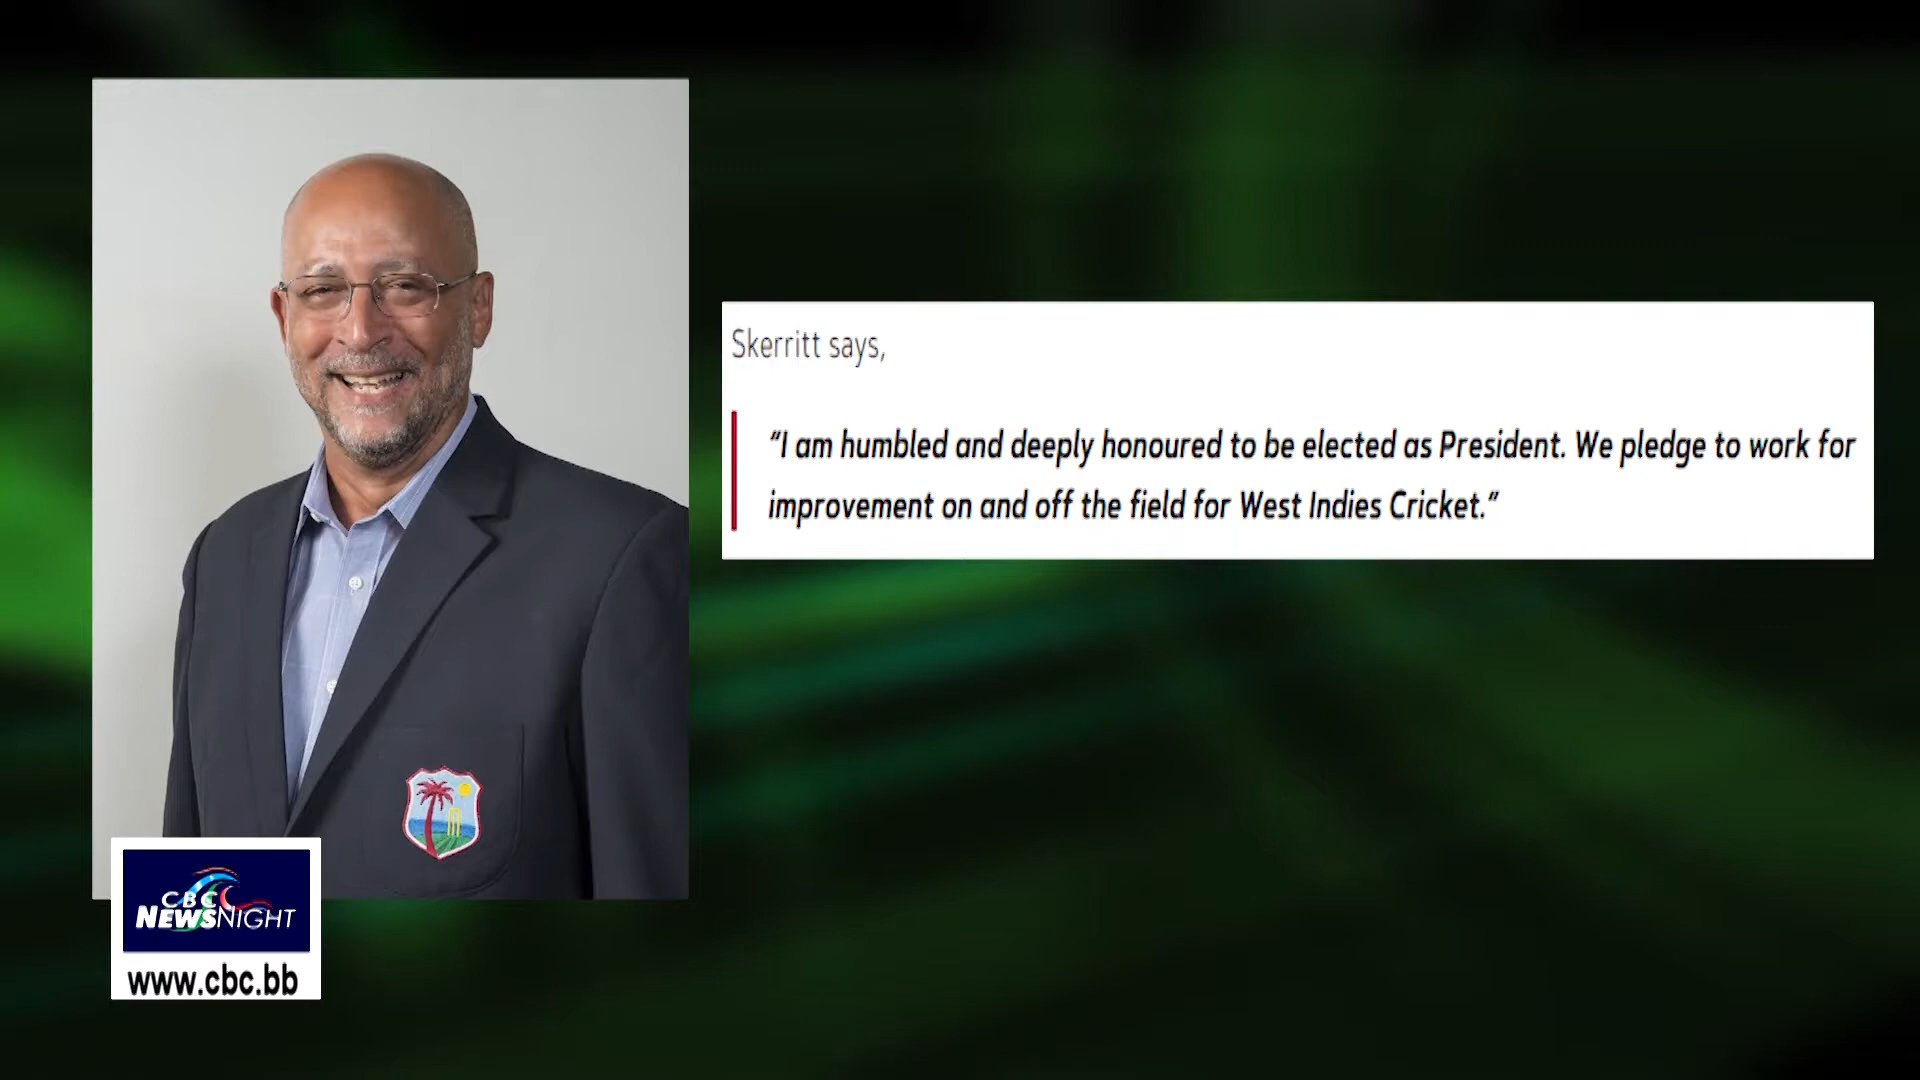 Skerritt says,
“I am humbled and deeply honoured to be elected as President. We pledge to work for
improvement on and off the field for West Indies Cricket.”
CBC
NEWSNIGHT
www.cbc.bb